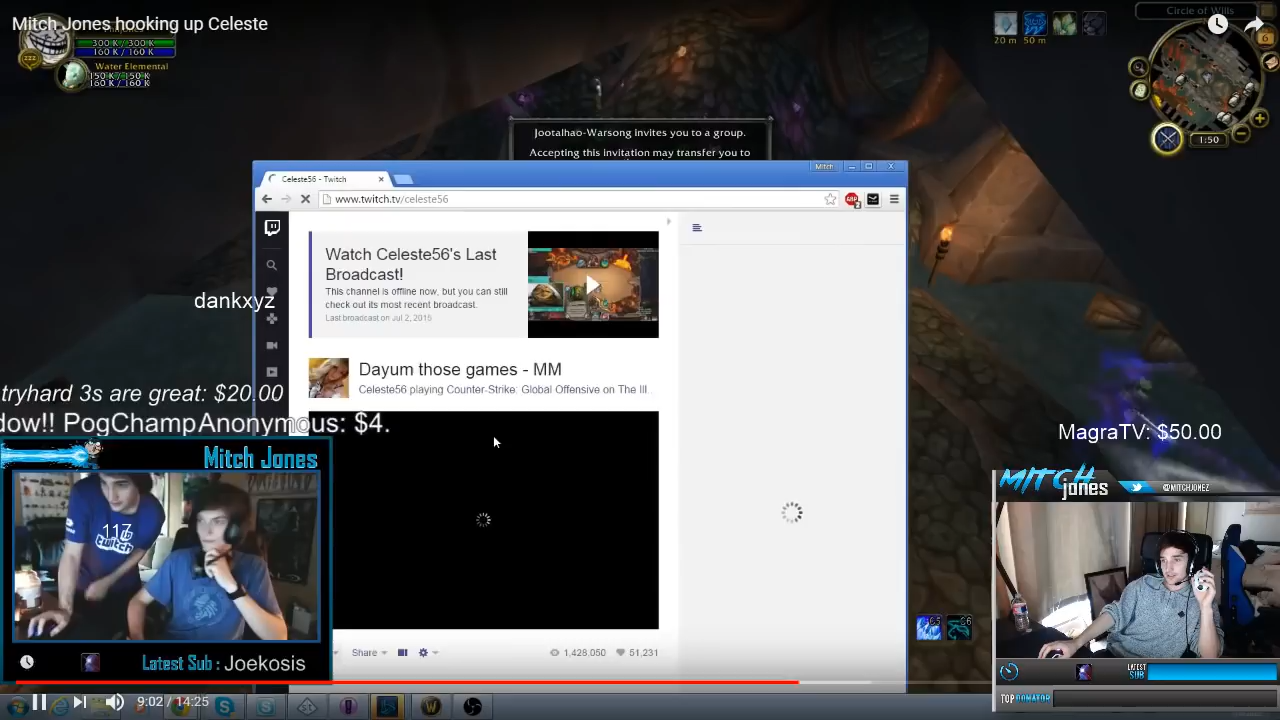 Mitch Jones hooking up Celeste
Circle of Wills
300 K / 300 K
160 K / 160 K
Water Elemental
150 K / 150 K
160 K / 160 K
zzz
20 m 50 m
6
1:50
Jootalhao-Warsong invites you to a group.
Accepting this invitation may transfer you to
Mitch
Celeste56 - Twitch
www.twitch.tv/celeste56
ABP
2
Watch Celeste56's Last
Broadcast!
This channel is offline now, but you can still
check out its most recent broadcast.
Last broadcast on Jul 2, 2015
dankxyz
Dayum those games - MM
Celeste56 playing Counter-Strike: Global Offensive on The Ill...
tryhard 3s are great: $20.00
dow!! PogChampAnonymous: $4.
MagraTV: $50.00
Mitch Jones
117
twitch
MITCH
jones
@MITCHJONEZ
Share
1,428,050
51,231
Latest Sub : Joekosis
LATEST
SUB
TOP DONATOR
9:02 / 14:25